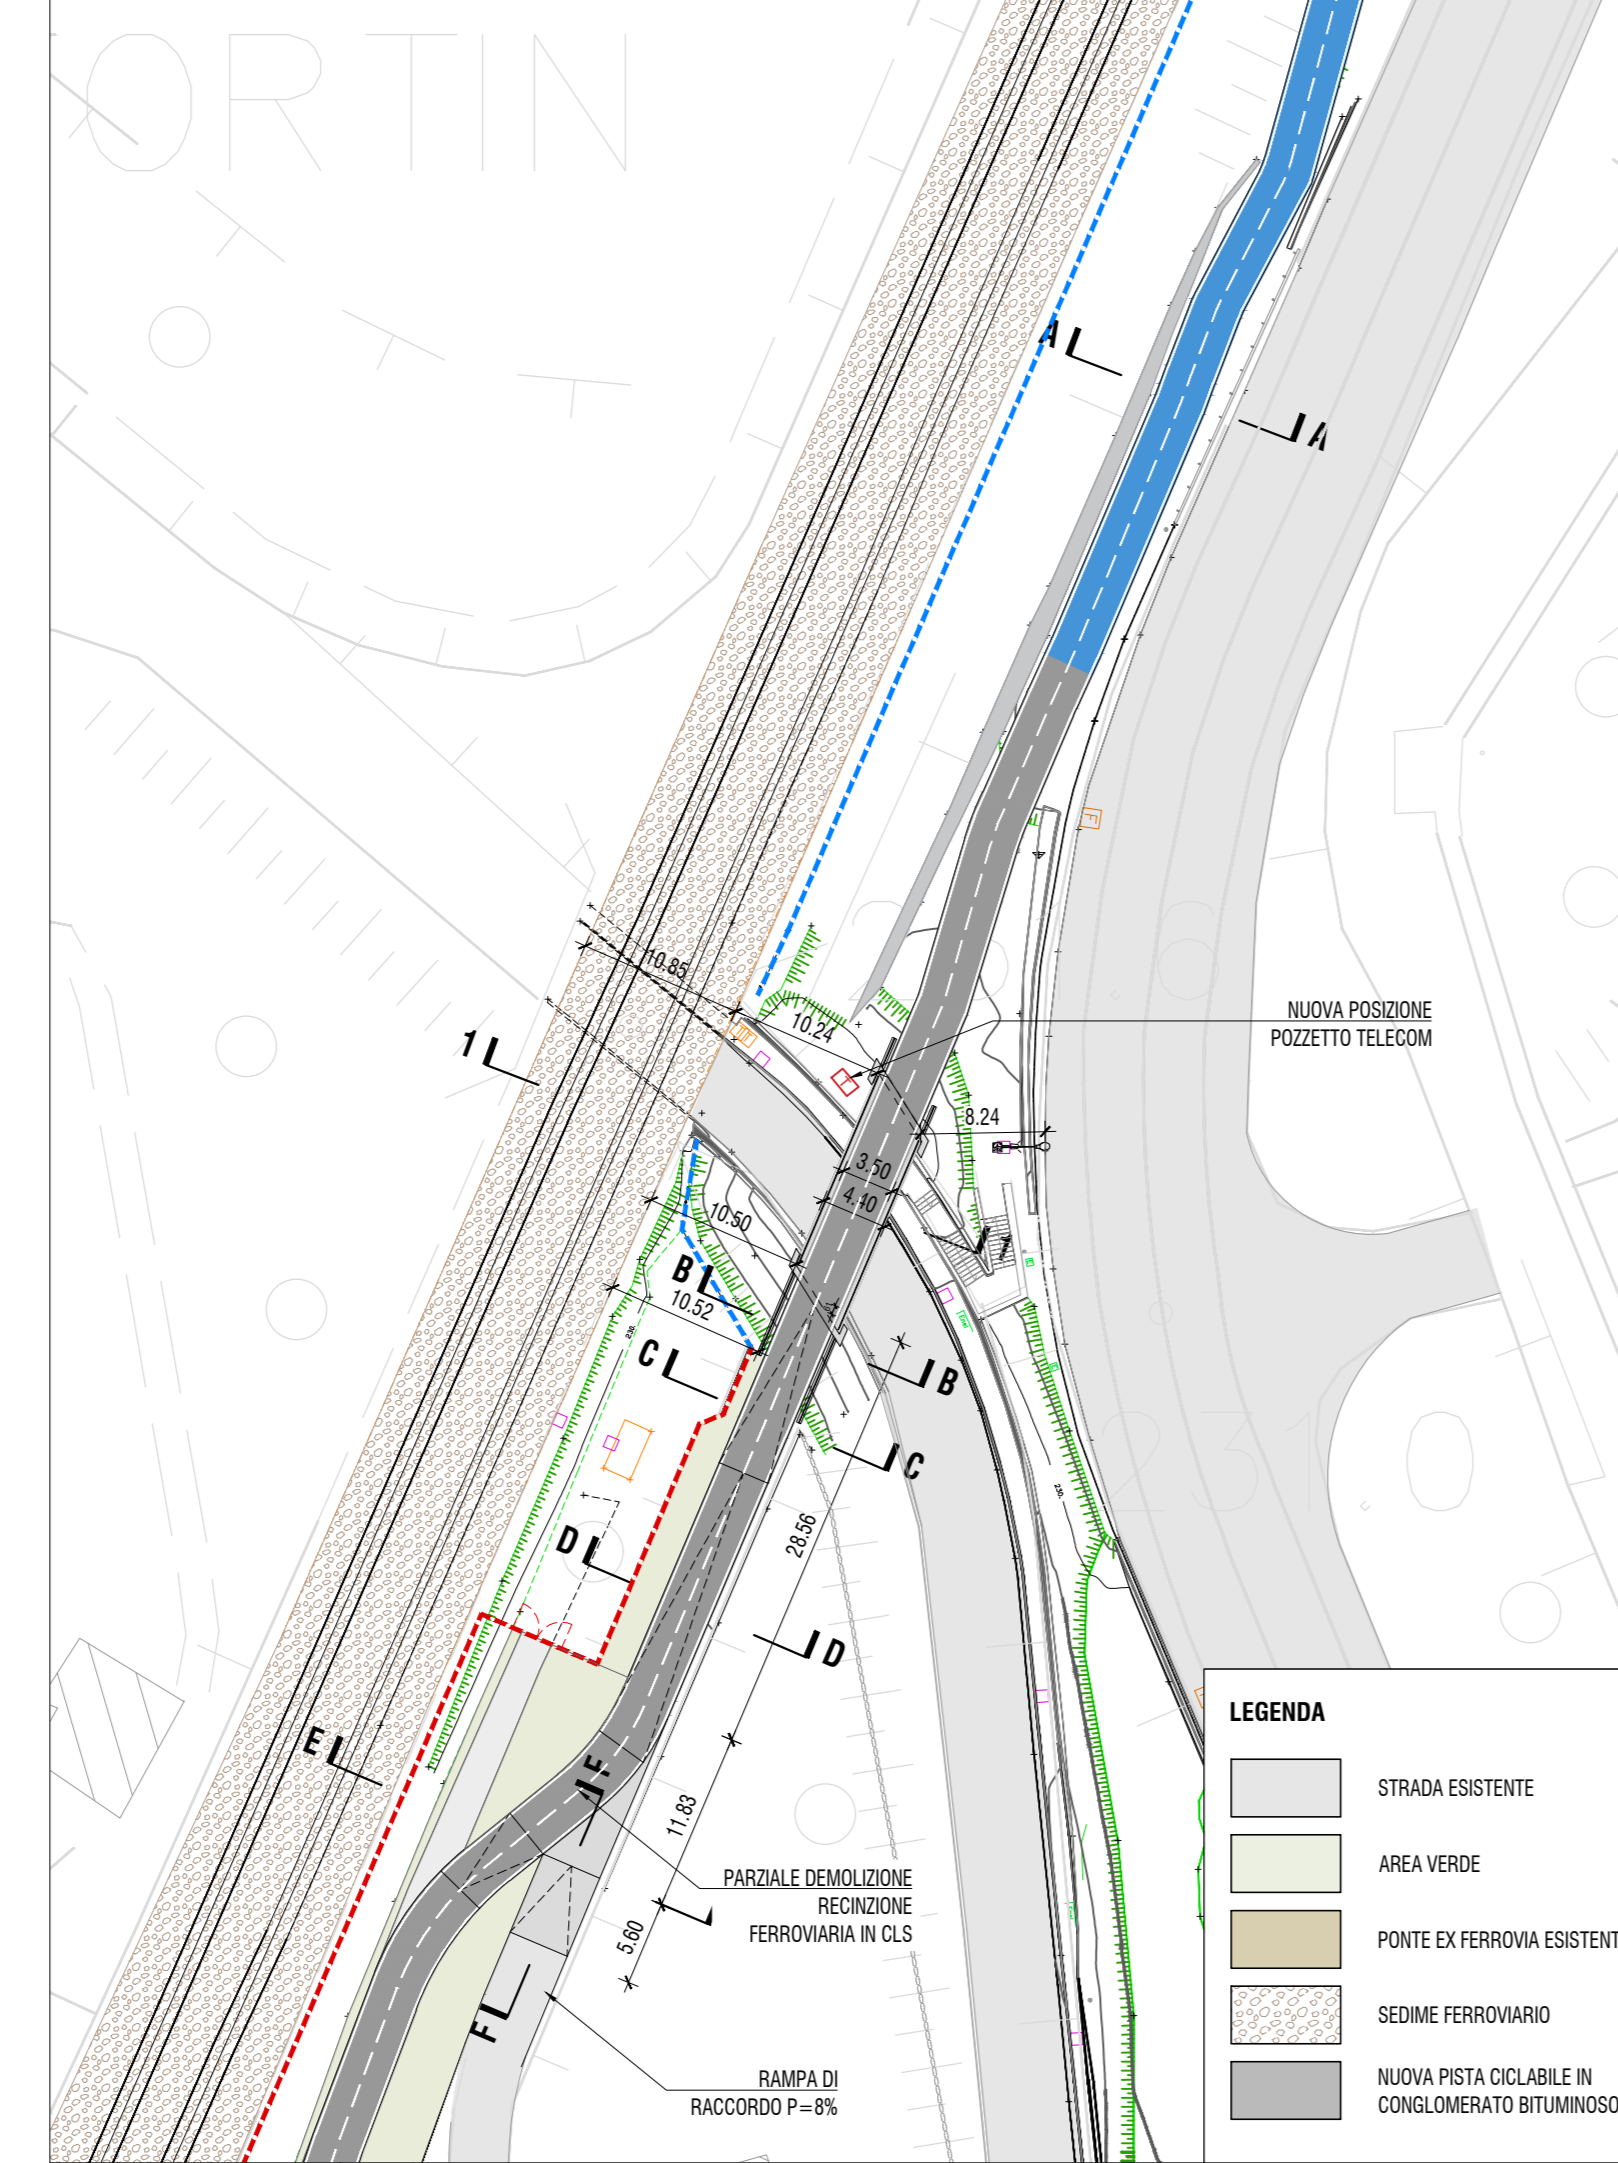 ORTIN
A
A
10.85
10.24
NUOVA POSIZIONE
POZZETTO TELECOM
1
8.24
3.50
4.40
10.50
B
10.52
C
B
C
28.56
D
D
E
F
11.83
PARZIALE DEMOLIZIONE
RECINZIONE
FERROVIARIA IN CLS
5.60
F
RAMPA DI
RACCORDO P=8%
LEGENDA
STRADA ESISTENTE
AREA VERDE
PONTE EX FERROVIA ESISTENT
SEDIME FERROVIARIO
NUOVA PISTA CICLABILE IN
CONGLOMERATO BITUMINOSO